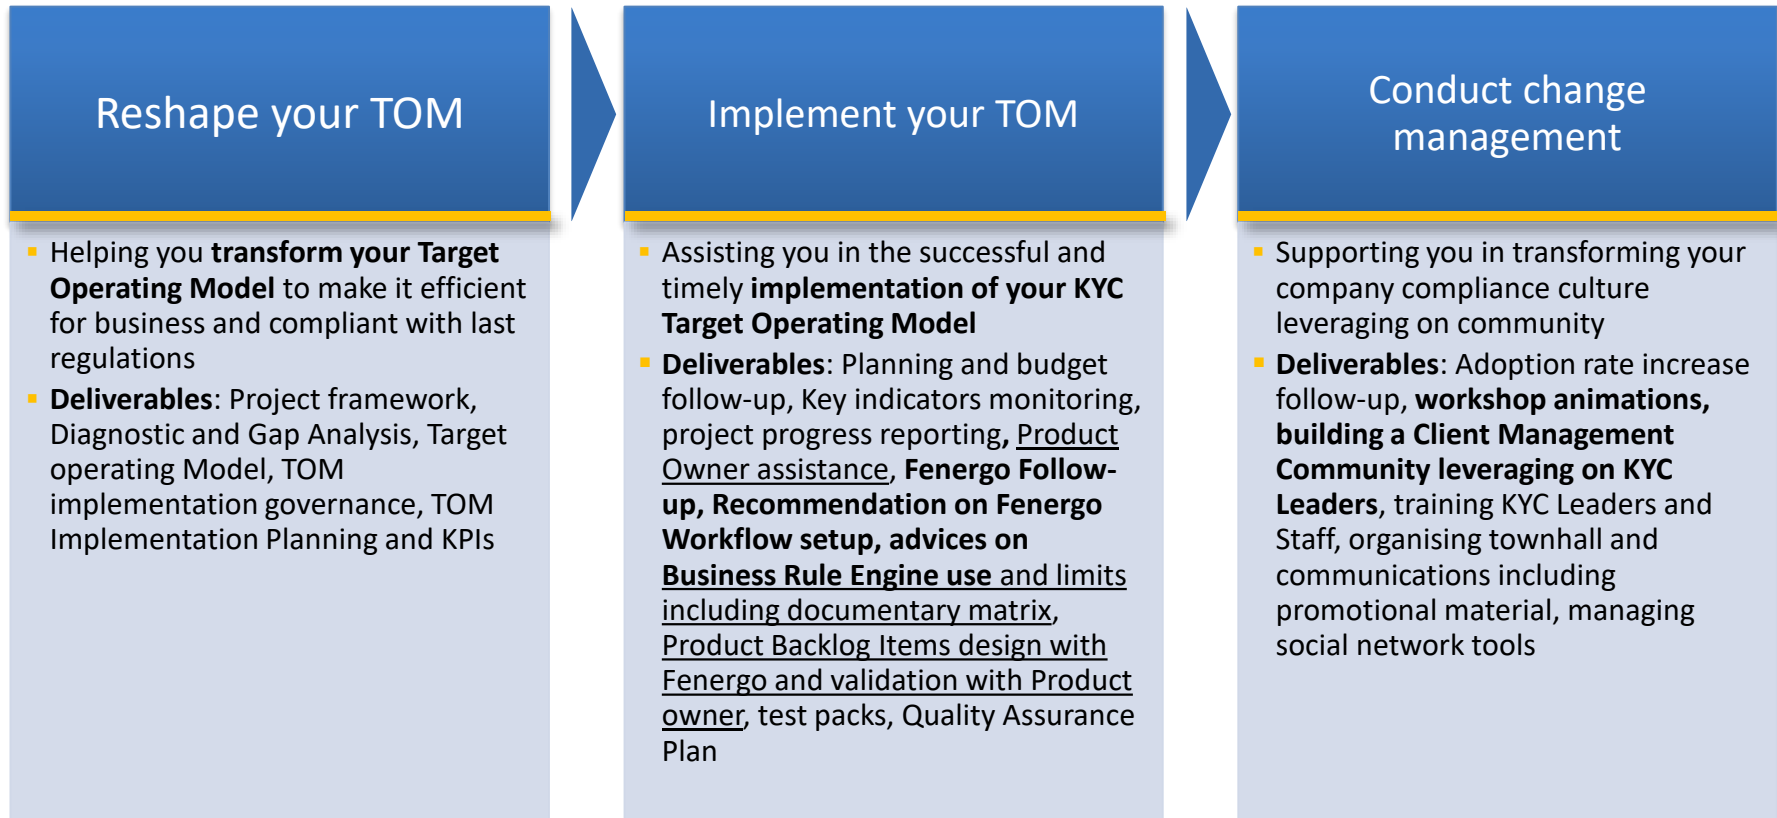 Reshape your TOM
Helping you transform your Target
Operating Model to make it efficient
for business and compliant with last
regulations
Deliverables: Project framework,
Diagnostic and Gap Analysis, Target
operating Model, TOM
implementation governance, TOM
Implementation Planning and KPIs
Implement your TOM
Assisting you in the successful and
timely implementation of your KYC
Target Operating Model
Deliverables: Planning and budget
follow-up, Key indicators monitoring,
project progress reporting, Product
Owner assistance, Fenergo Follow-
up, Recommendation on Fenergo
Workflow setup, advices on
Business Rule Engine use and limits
including documentary matrix,
Product Backlog Items design with
Fenergo and validation with Product
owner, test packs, Quality Assurance
Plan
Conduct change
management
Supporting you in transforming your
company compliance culture
leveraging on community
Deliverables: Adoption rate increase
follow-up, workshop animations,
building a Client Management
Community leveraging on KYC
Leaders, training KYC Leaders and
Staff, organising townhall and
communications including
promotional material, managing
social network tools